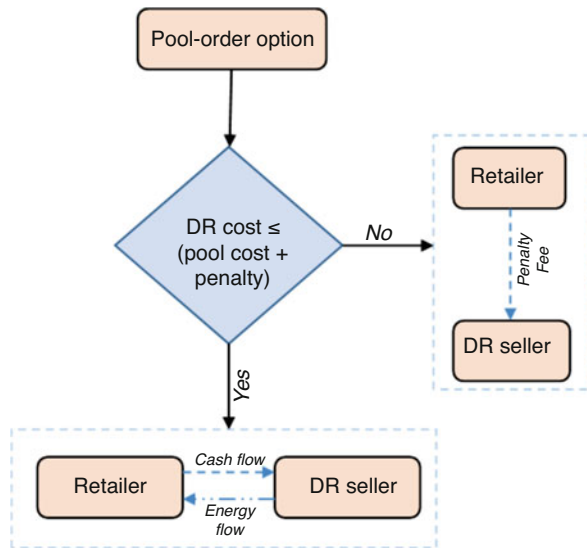 Pool-order option
DR cost ≤
(pool cost +
penalty)
No
Retailer
Penalty
Fee
DR seller
Yes
Retailer
Cash flow
Energy
flow
DR seller